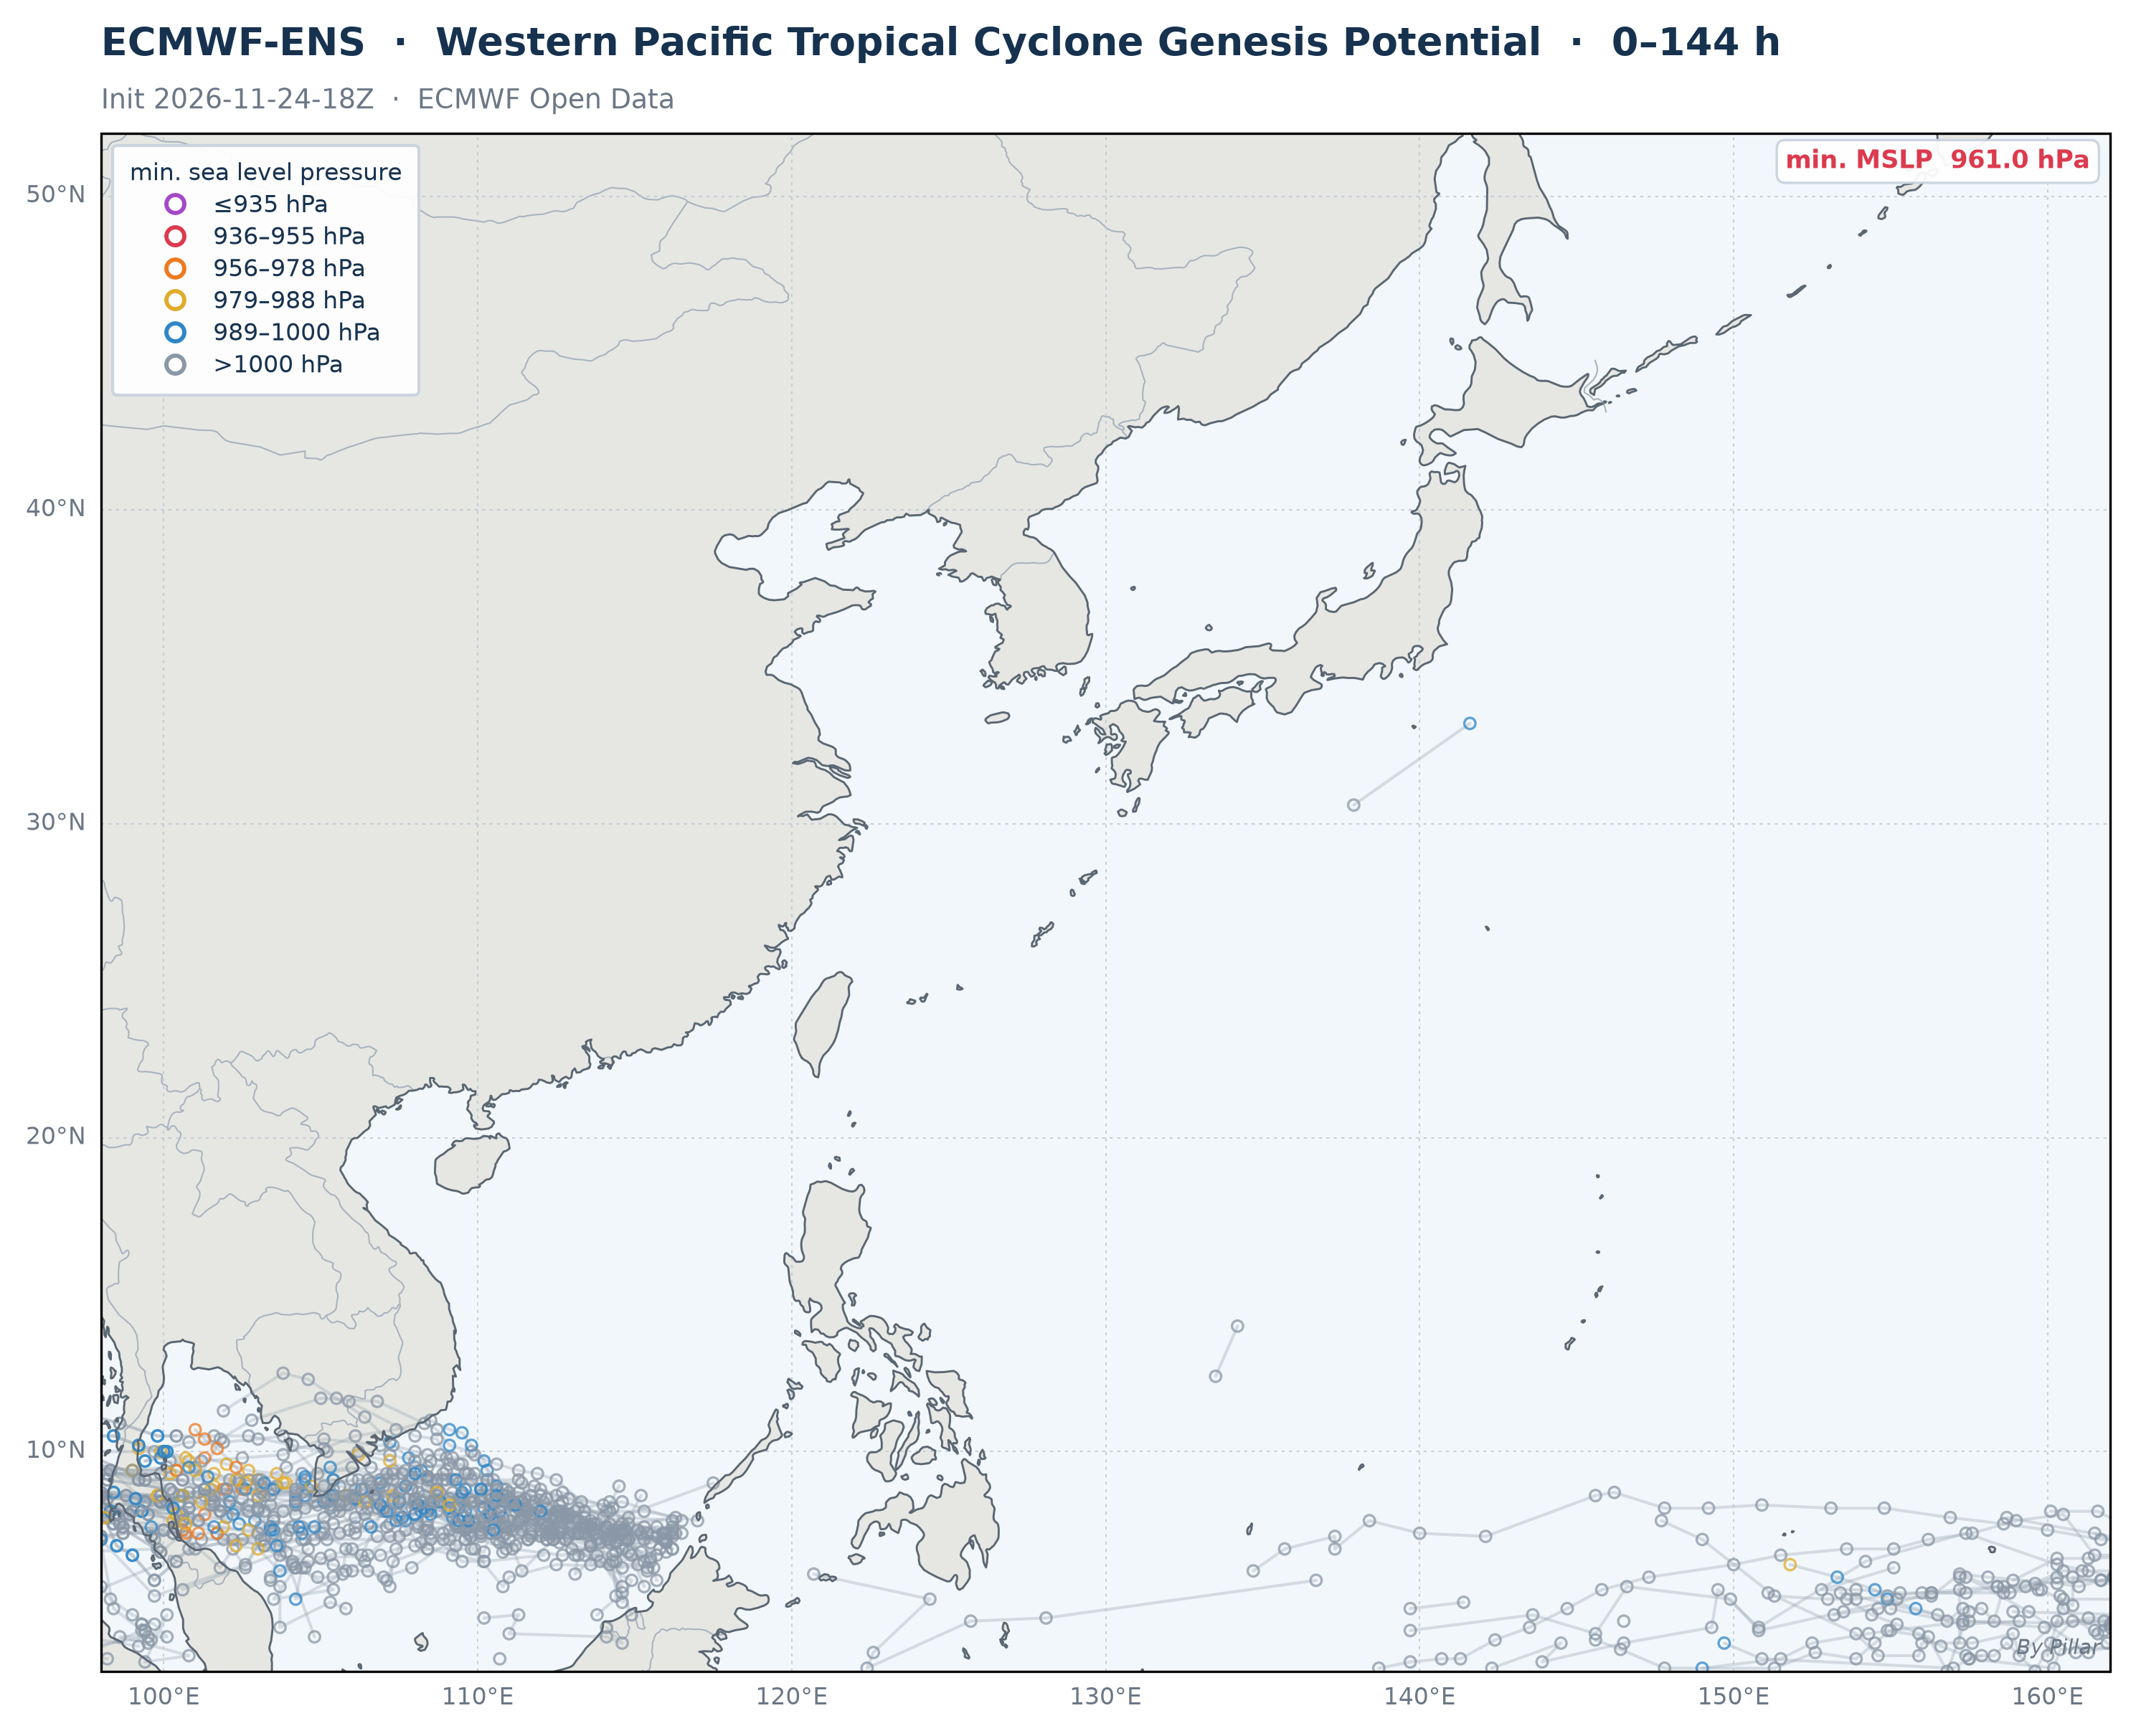 ECMWF-ENS · Western Pacific Tropical Cyclone Genesis Potential · 0–144 h
Init 2026-11-24-18Z · ECMWF Open Data
min. sea level pressure
≤935 hPa
936–955 hPa
956–978 hPa
979–988 hPa
989–1000 hPa
>1000 hPa
min. MSLP 961.0 hPa
50°N
40°N
30°N
20°N
10°N
By Pillar
100°E
110°E
120°E
130°E
140°E
150°E
160°E